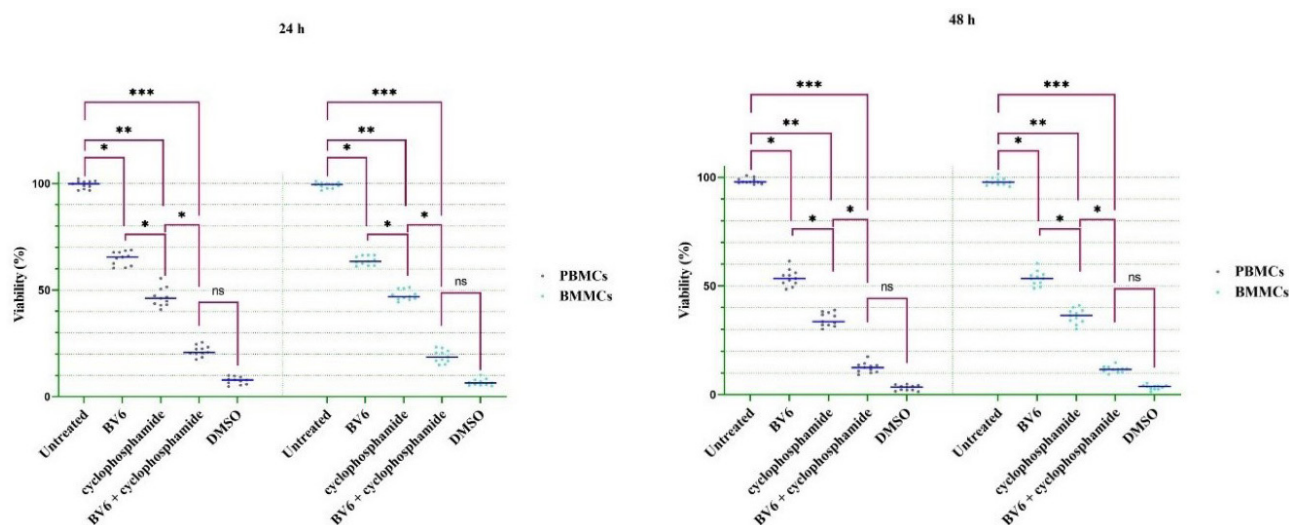 24 h
***
**
*
*
*
ns
***
**
*
*
*
ns
Viability (%)
100
50
0
Untreated
BV6
cyclophosphamide
BV6 + cyclophosphamide
DMSO
Untreated
BV6
cyclophosphamide
BV6 + cyclophosphamide
DMSO
PBMCs
BMMCs
48 h
***
**
*
*
*
ns
***
**
*
*
*
ns
Viability (%)
100
50
0
Untreated
BV6
cyclophosphamide
BV6 + cyclophosphamide
DMSO
Untreated
BV6
cyclophosphamide
BV6 + cyclophosphamide
DMSO
PBMCs
BMMCs